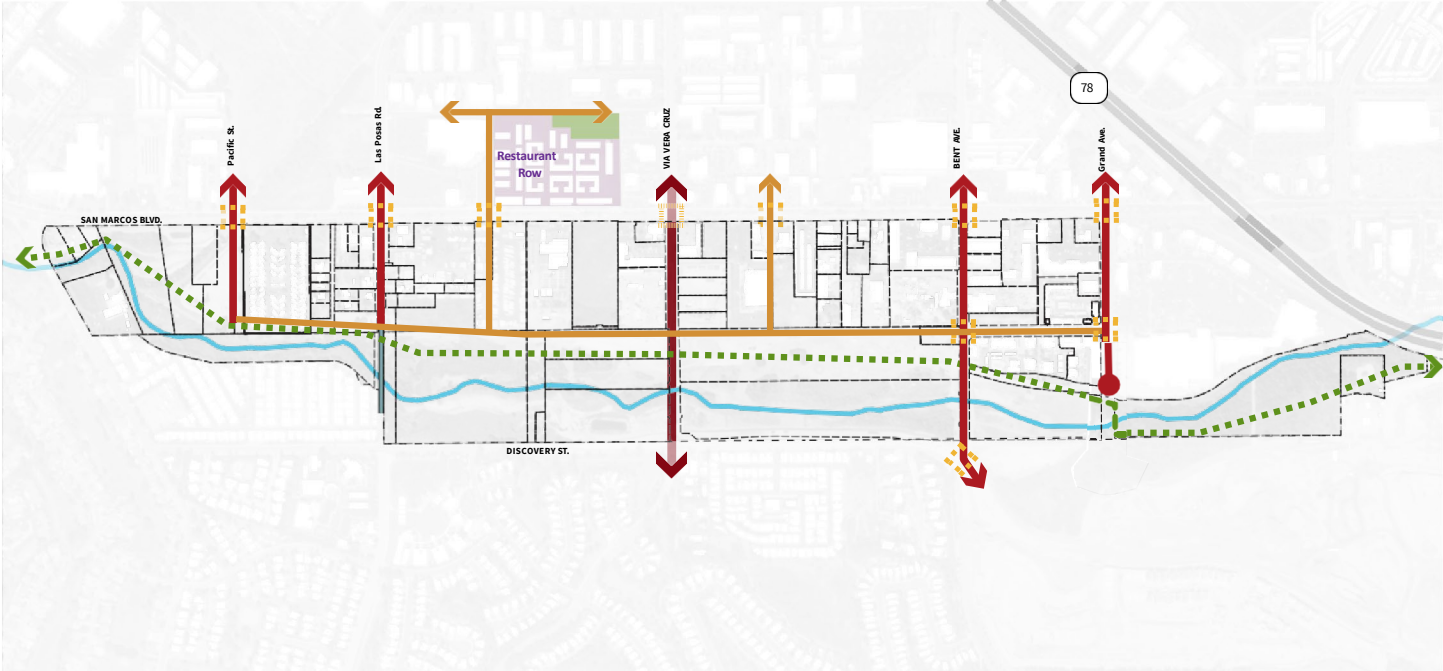 78
Pacific St.
Las Posas Rd.
VIA VERA CRUZ
BENT AVE.
Grand Ave.
Restaurant
Row
SAN MARCOS BLVD.
DISCOVERY ST.